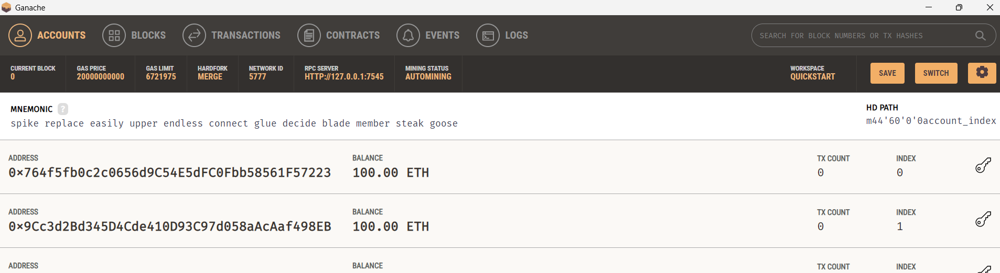 Ganache
ACCOUNTS BLOCKS TRANSACTIONS CONTRACTS EVENTS LOGS SEARCH FOR BLOCK NUMBERS OR TX HASHES
CURRENT BLOCK GAS PRICE GAS LIMIT HARDFORK NETWORK ID RPC SERVER MINING STATUS WORKSPACE
0 20000000000 6721975 MERGE 5777 HTTP://127.0.0.1:7545 AUTOMINING QUICKSTART SAVE SWITCH
MNEMONIC ? HD PATH
spike replace easily upper endless connect glue decide blade member steak goose m44'60'0'0account_index
ADDRESS BALANCE TX COUNT INDEX
0×764f5fb0c2c0656d9C54E5dFC0Fbb58561F57223 100.00 ETH 0 0
ADDRESS BALANCE TX COUNT INDEX
0×9Cc3d2Bd345D4Cde410D93C97d058aAcAaf498EB 100.00 ETH 0 1
ADDRESS BALANCE TX COUNT INDEX